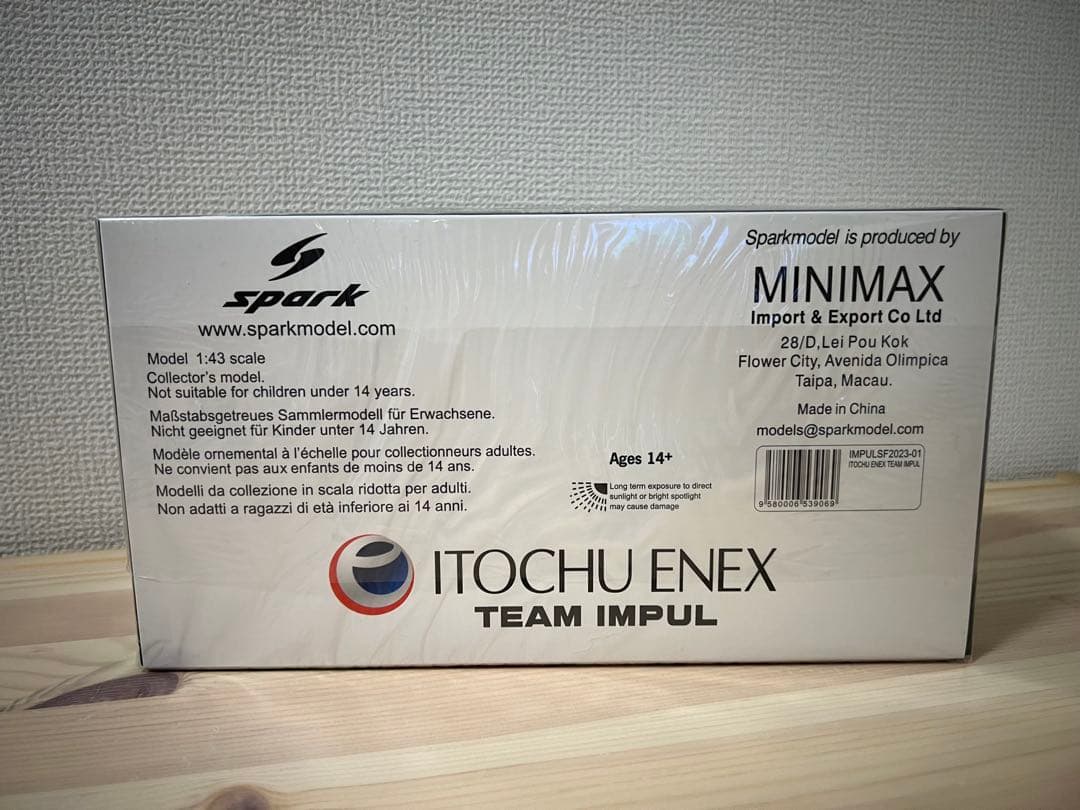 spark
www.sparkmodel.com
Model 1:43 scale
Collector's model.
Not suitable for children under 14 years.
Maßstabsgetreues Sammlermodell für Erwachsene.
Nicht geeignet für Kinder unter 14 Jahren.
Modèle ornemental à l'échelle pour collectionneurs adultes.
Ne convient pas aux enfants de moins de 14 ans.
Modelli da collezione in scala ridotta per adulti.
Non adatti a ragazzi di età inferiore ai 14 anni.
Ages 14+
Long term exposure to direct
sunlight or bright spotlight
may cause damage
Sparkmodel is produced by
MINIMAX
Import & Export Co Ltd
28/D,Lei Pou Kok
Flower City, Avenida Olimpica
Taipa, Macau.
Made in China
models@sparkmodel.com
IMPULSF2023-01
ITOCHU ENEX TEAM IMPUL
9 580006 539069
ITOCHU ENEX
TEAM IMPUL